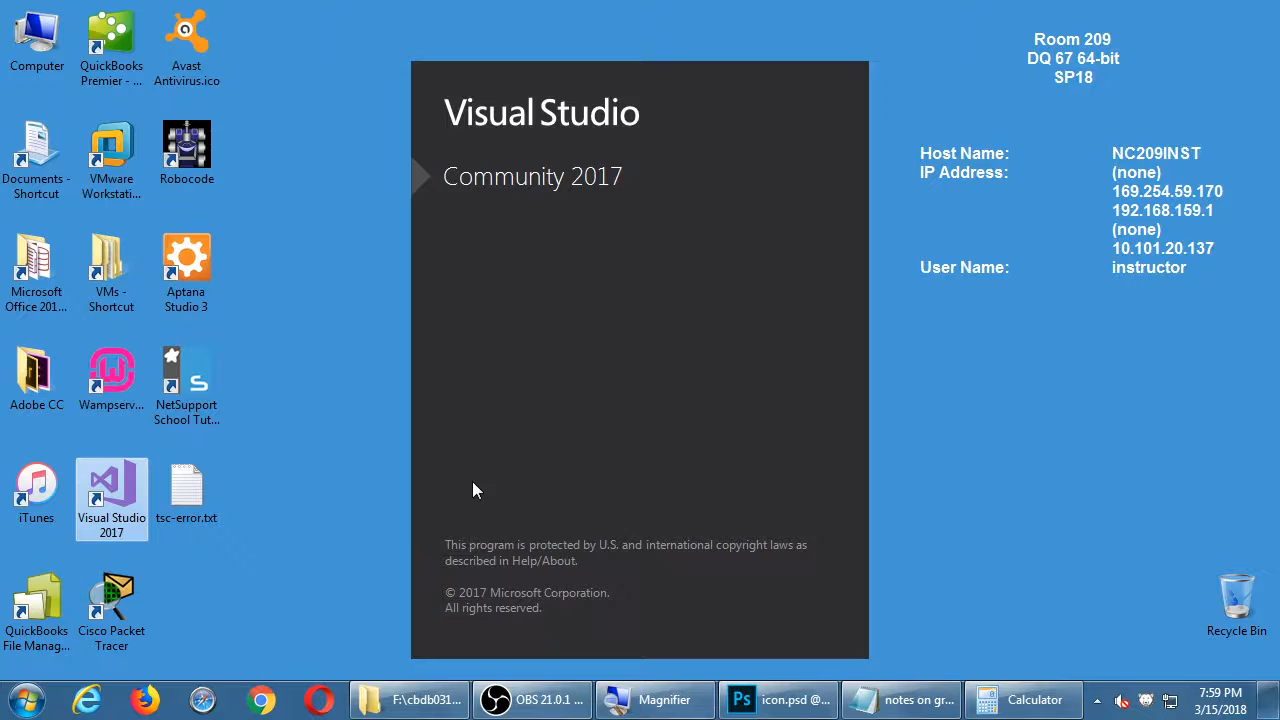 Computer
QuickBooks
Premier - ...
Avast
Antivirus.ico
Documents -
Shortcut
VMware
Workstati...
Robocode
Microsoft
Office 201...
VMs -
Shortcut
Aptana
Studio 3
Adobe CC
Wampserv...
NetSupport
School Tut...
iTunes
Visual Studio
2017
tsc-error.txt
QuickBooks
File Manag...
Cisco Packet
Tracer
Visual Studio
Community 2017
This program is protected by U.S. and international copyright laws as
described in Help/About.
© 2017 Microsoft Corporation.
All rights reserved.
Room 209
DQ 67 64-bit
SP18
Host Name: NC209INST
IP Address: (none)
169.254.59.170
192.168.159.1
(none)
10.101.20.137
User Name: instructor
Recycle Bin
F:\cbdb031...
OBS 21.0.1 ...
Magnifier
Ps
icon.psd @...
notes on gr...
Calculator
7:59 PM
3/15/2018